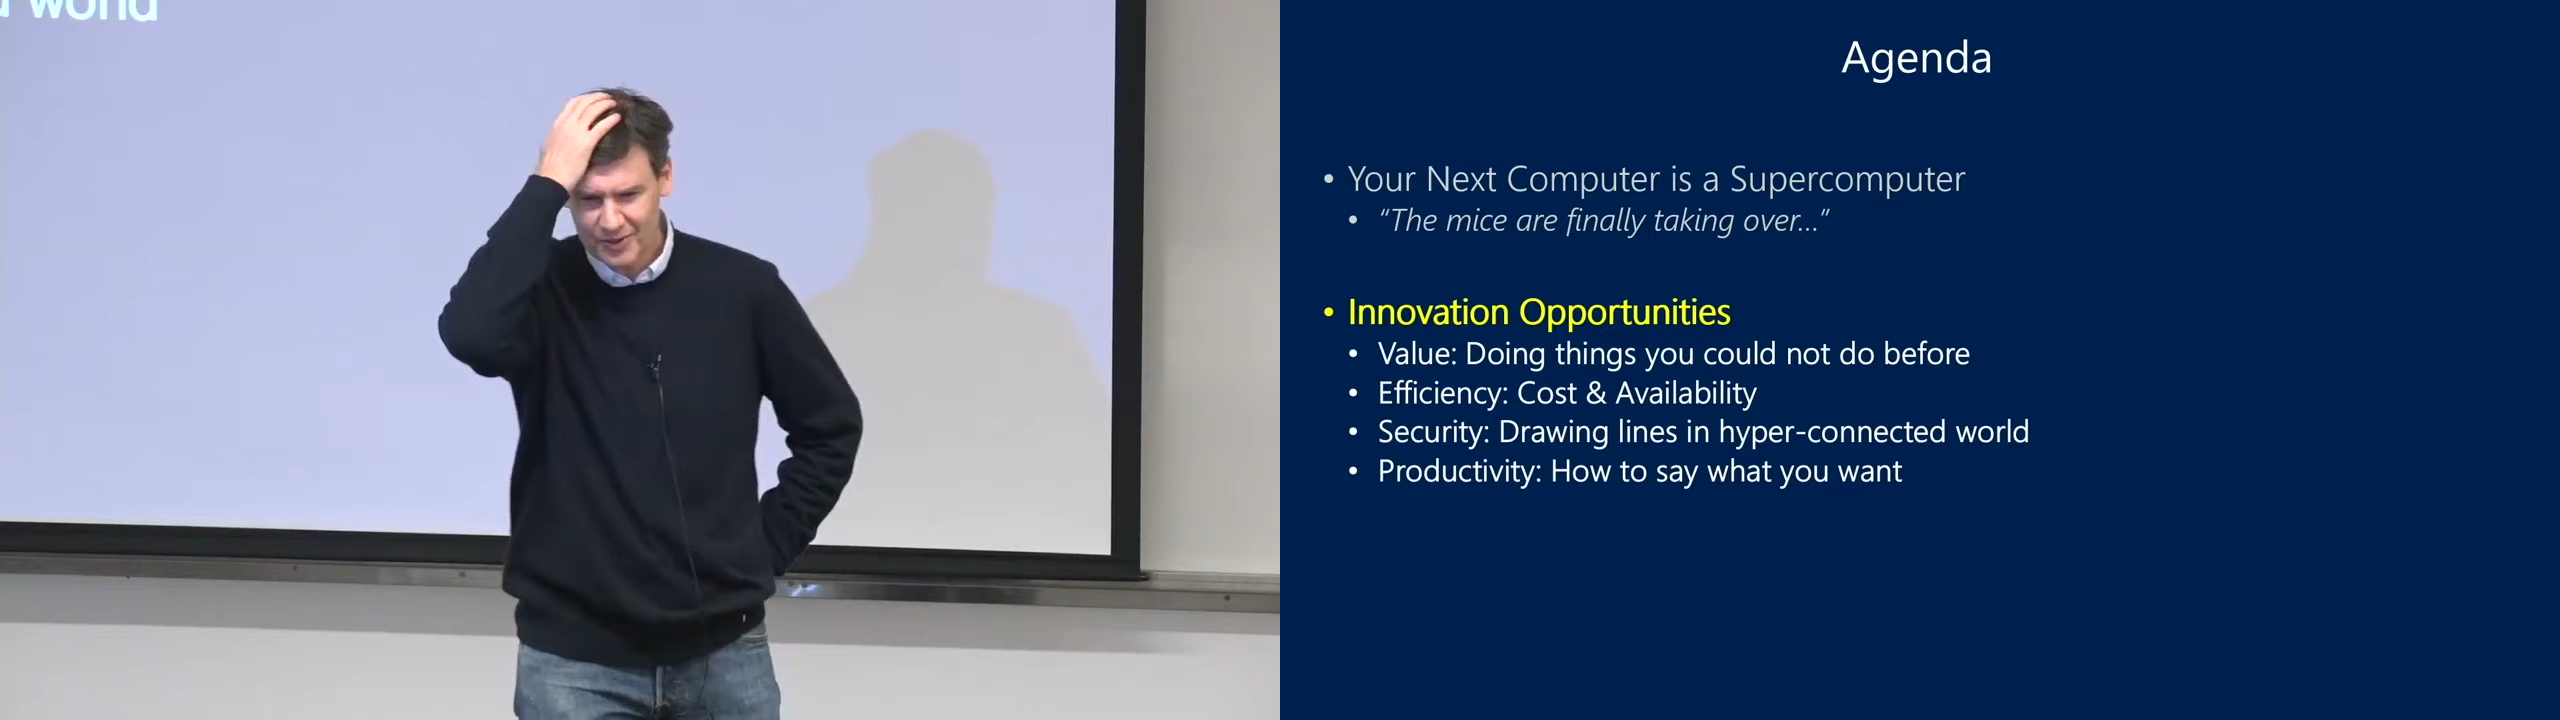 world
Agenda
• Your Next Computer is a Supercomputer
• “The mice are finally taking over...”
• Innovation Opportunities
• Value: Doing things you could not do before
• Efficiency: Cost & Availability
• Security: Drawing lines in hyper-connected world
• Productivity: How to say what you want